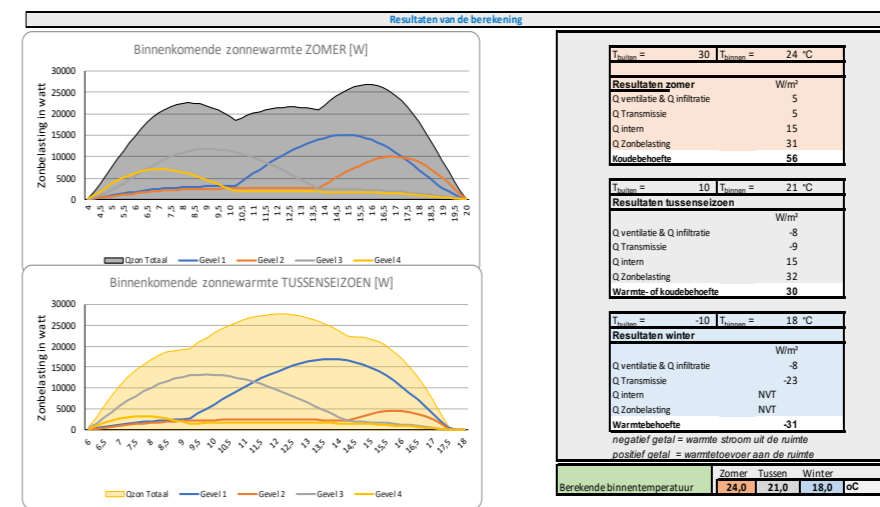 Resultaten van de berekening
Binnenkomende zonnewarmte ZOMER [W]
Zonbelasting in watt
30000
25000
20000
15000
10000
5000
0
4 4,5 5 5,5 6 6,5 7 7,5 8 8,5 9 9,5 10 10,5 11 11,5 12 12,5 13 13,5 14 14,5 15 15,5 16 16,5 17 17,5 18 18,5 19 19,5 20
Qzon Totaal Gevel 1 Gevel 2 Gevel 3 Gevel 4
Binnenkomende zonnewarmte TUSSENSEIZOEN [W]
Zonbelasting in watt
30000
25000
20000
15000
10000
5000
0
6 6,5 7 7,5 8 8,5 9 9,5 10 10,5 11 11,5 12 12,5 13 13,5 14 14,5 15 15,5 16 16,5 17 17,5 18
Qzon Totaal Gevel 1 Gevel 2 Gevel 3 Gevel 4
Tbuiten = 30 Tbinnen = 24 °C
Resultaten zomer W/m²
Q ventilatie & Q infiltratie 5
Q Transmissie 5
Q intern 15
Q Zonbelasting 31
Koudebehoefte 56
Tbuiten = 10 Tbinnen = 21 °C
Resultaten tussenseizoen
W/m²
Q ventilatie & Q infiltratie -8
Q Transmissie -9
Q intern 15
Q Zonbelasting 32
Warmte- of koudebehoefte 30
Tbuiten = -10 Tbinnen = 18 °C
Resultaten winter
W/m²
Q ventilatie & Q infiltratie -8
Q Transmissie -23
Q intern NVT
Q Zonbelasting NVT
Warmtebehoefte -31
negatief getal = warmte stroom uit de ruimte
positief getal = warmtetoevoer aan de ruimte
Zomer Tussen Winter
Berekende binnentemperatuur 24,0 21,0 18,0 oC